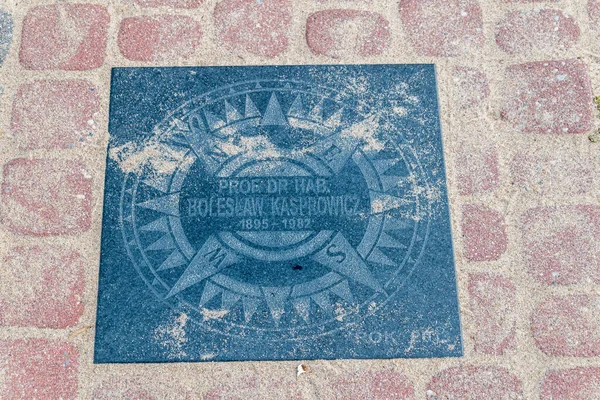 N
E
PROF. DR HAB.
BOLESŁAW KASPROWICZ
1895 - 1982
W
S